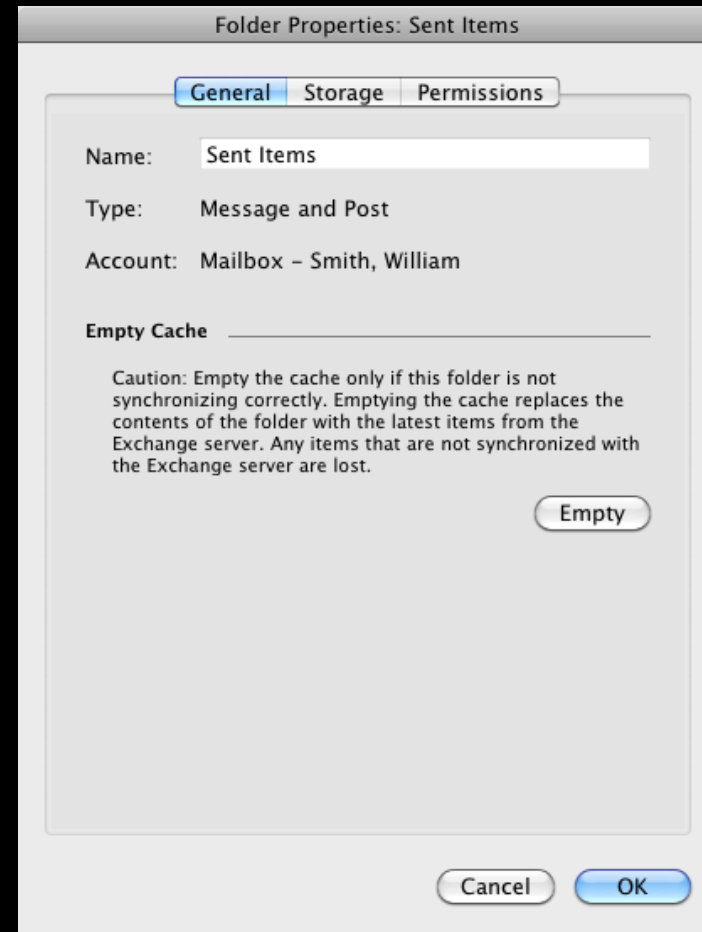 Folder Properties: Sent Items
General Storage Permissions
Name: Sent Items
Type: Message and Post
Account: Mailbox – Smith, William
Empty Cache
Caution: Empty the cache only if this folder is not
synchronizing correctly. Emptying the cache replaces the
contents of the folder with the latest items from the
Exchange server. Any items that are not synchronized with
the Exchange server are lost.
Empty
Cancel OK